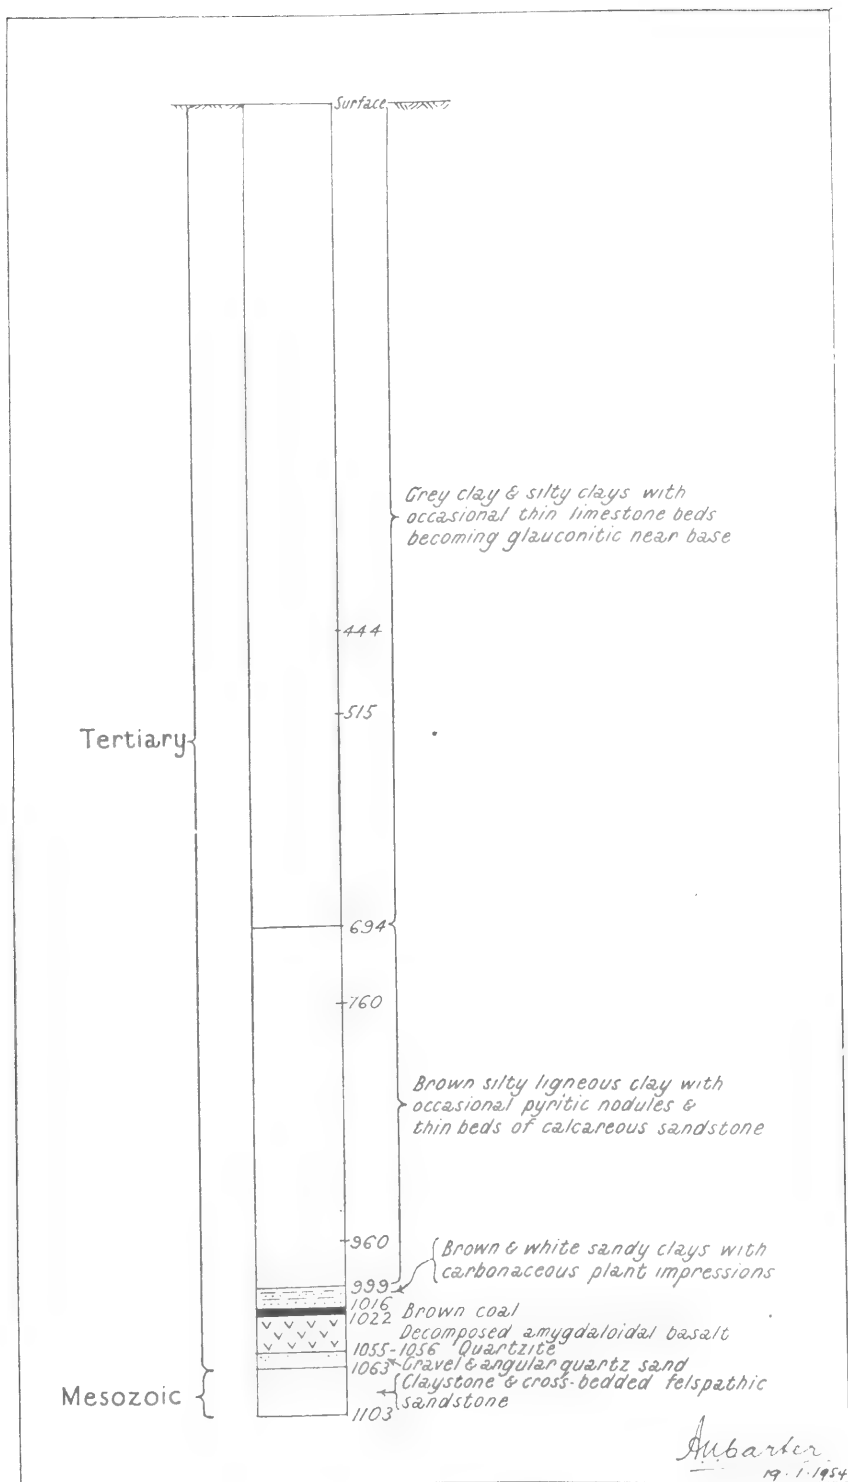 Surface
Grey clay & silty clays with
occasional thin limestone beds
becoming glauconitic near base
444
515
Tertiary
694
760
Brown silty ligneous clay with
occasional pyritic nodules &
thin beds of calcareous sandstone
960
Brown & white sandy clays with
carbonaceous plant impressions
999
1016
1022 Brown coal
Decomposed amygdaloidal basalt
1055-1056 Quartzite
1063 Gravel & angular quartz sand
Mesozoic
Claystone & cross-bedded felspathic
sandstone
1103
19.1.1954